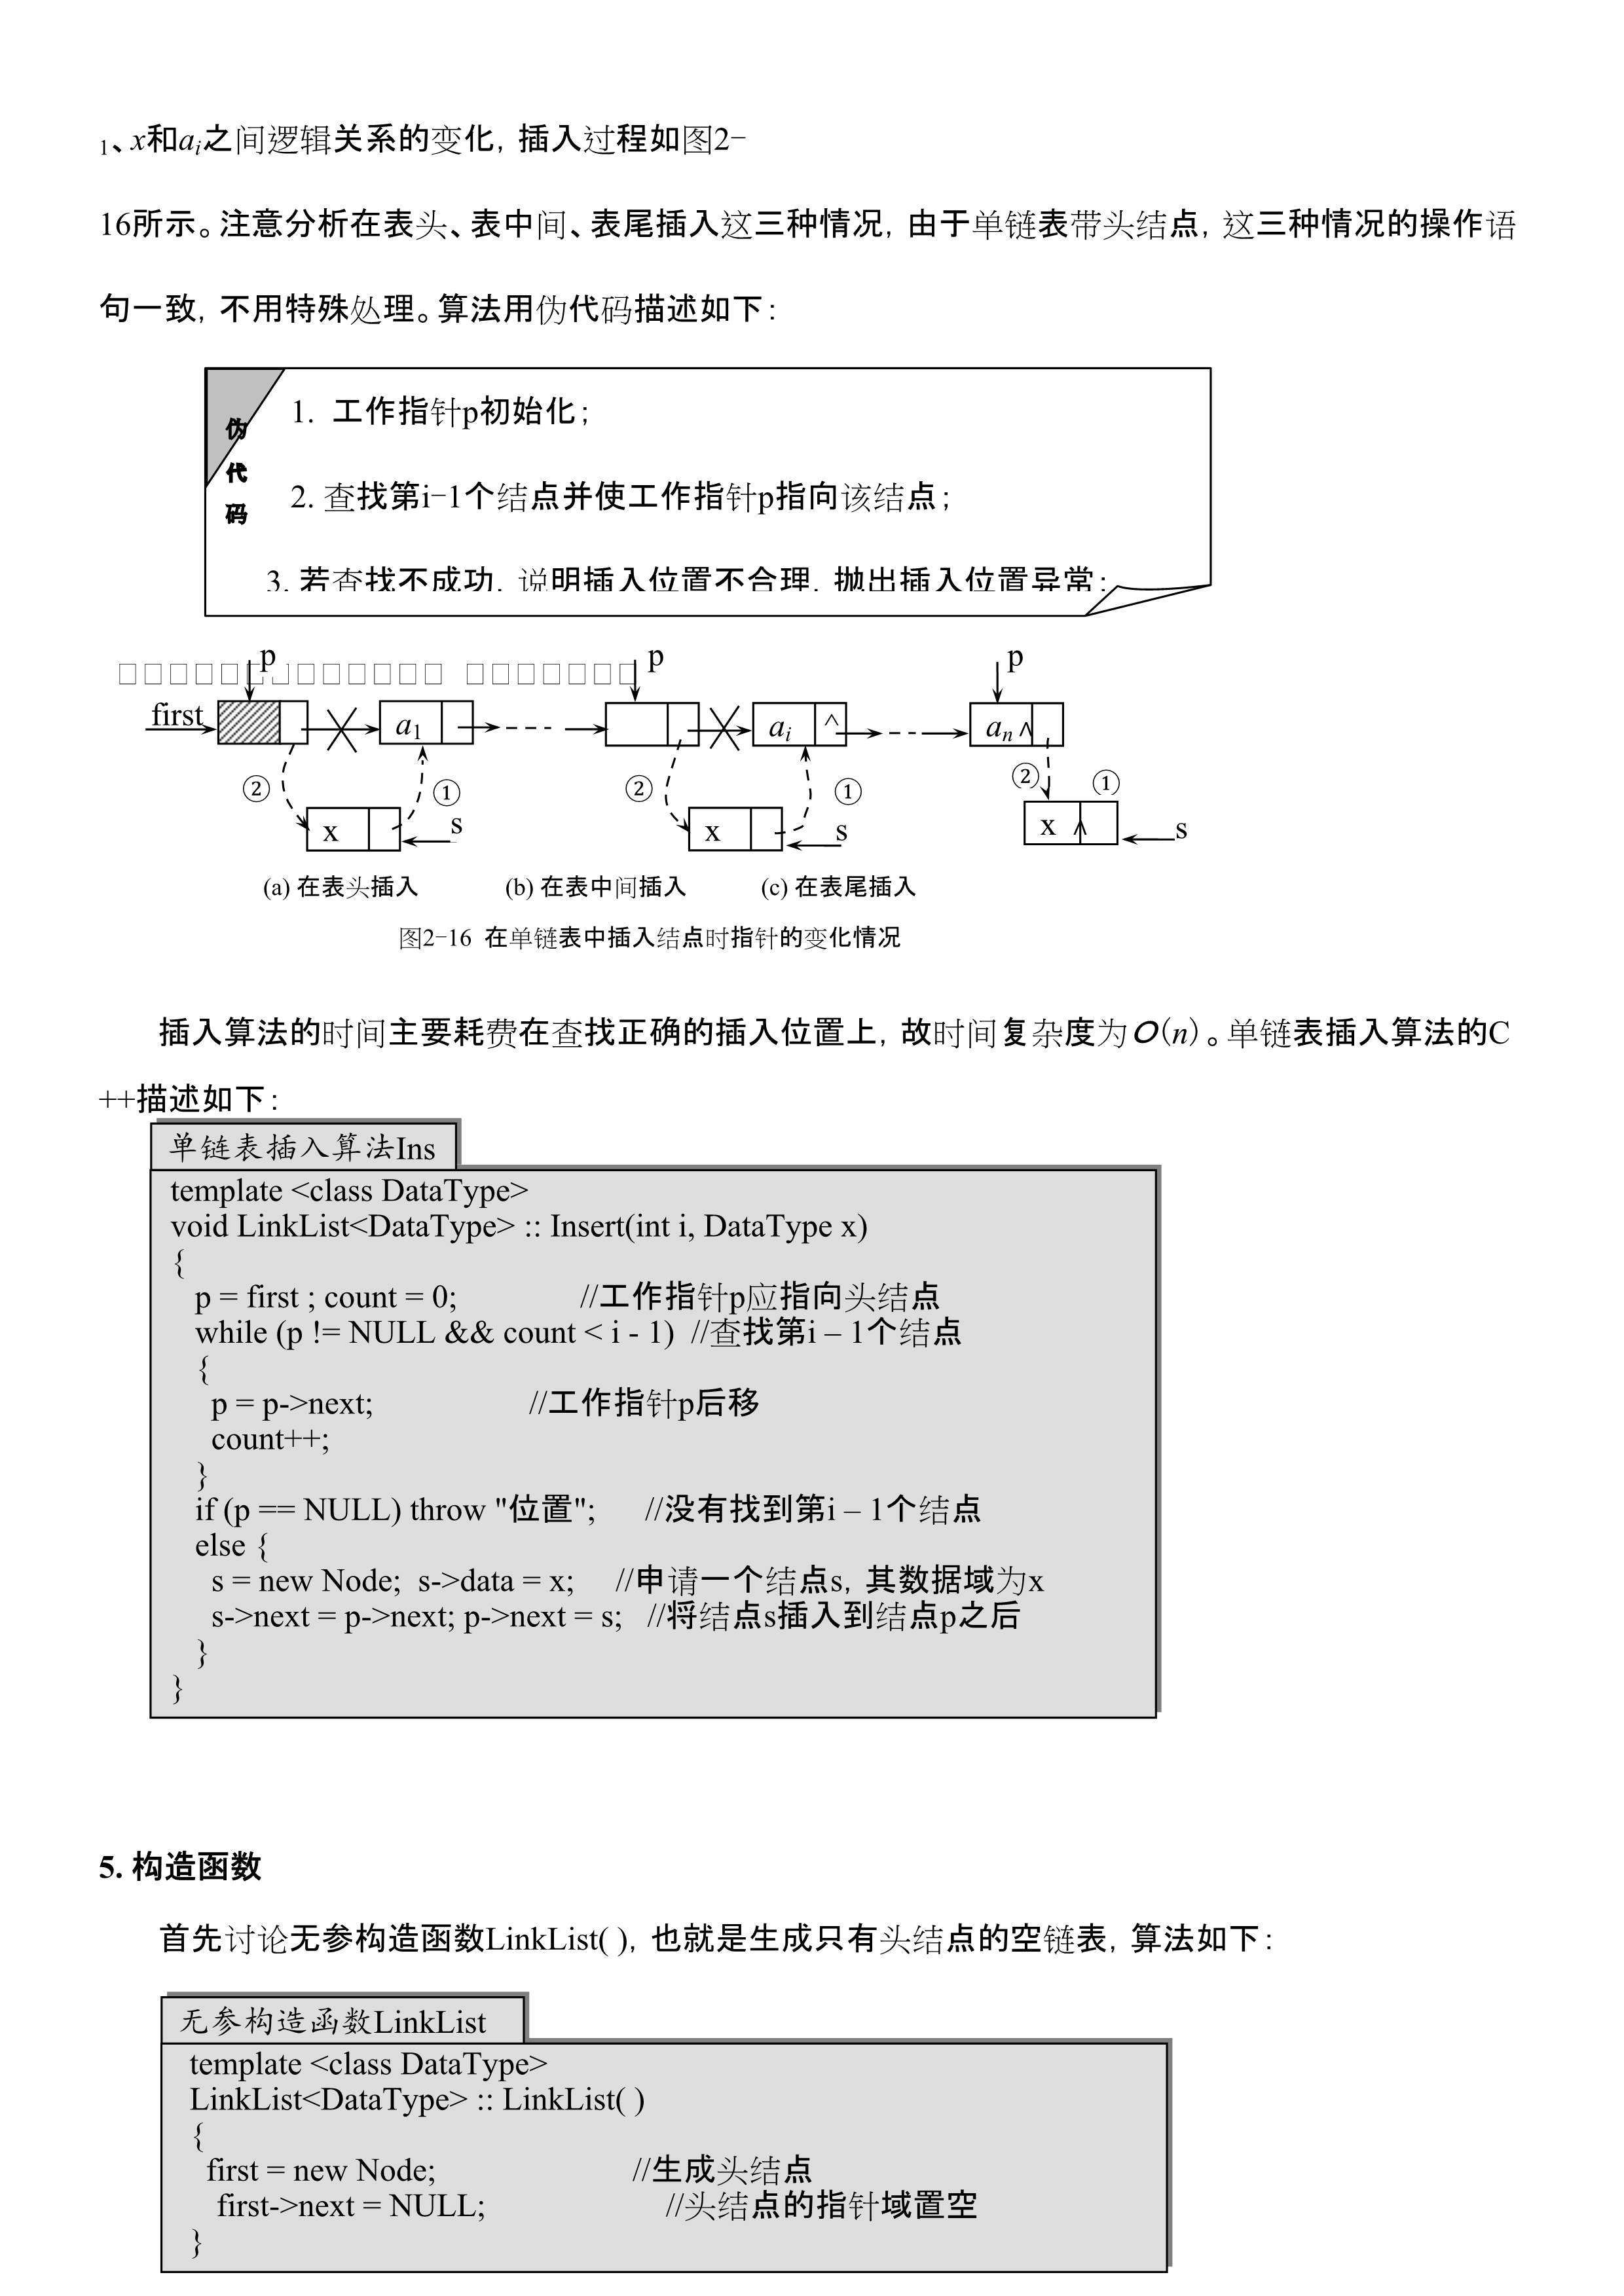 1、x和ai之间逻辑关系的变化，插入过程如图2-
16所示。注意分析在表头、表中间、表尾插入这三种情况，由于单链表带头结点，这三种情况的操作语
句一致，不用特殊处理。算法用伪代码描述如下：
伪
代
码
1. 工作指针p初始化；
2. 查找第i-1个结点并使工作指针p指向该结点；
3. 若查找不成功，说明插入位置不合理，抛出插入位置异常；
p p p
first a1 ai ∧ an ∧
② ① ② ① ② ①
x s x s x ∧ s
(a) 在表头插入 (b) 在表中间插入 (c) 在表尾插入
图2-16 在单链表中插入结点时指针的变化情况
插入算法的时间主要耗费在查找正确的插入位置上，故时间复杂度为O(n)。单链表插入算法的C
++描述如下：
单链表插入算法Ins
template <class DataType>
void LinkList<DataType> :: Insert(int i, DataType x)
{
p = first ; count = 0; //工作指针p应指向头结点
while (p != NULL && count < i - 1) //查找第i – 1个结点
{
p = p->next; //工作指针p后移
count++;
}
if (p == NULL) throw "位置"; //没有找到第i – 1个结点
else {
s = new Node; s->data = x; //申请一个结点s，其数据域为x
s->next = p->next; p->next = s; //将结点s插入到结点p之后
}
}
5. 构造函数
首先讨论无参构造函数LinkList( )，也就是生成只有头结点的空链表，算法如下：
无参构造函数LinkList
template <class DataType>
LinkList<DataType> :: LinkList( )
{
first = new Node; //生成头结点
first->next = NULL; //头结点的指针域置空
}